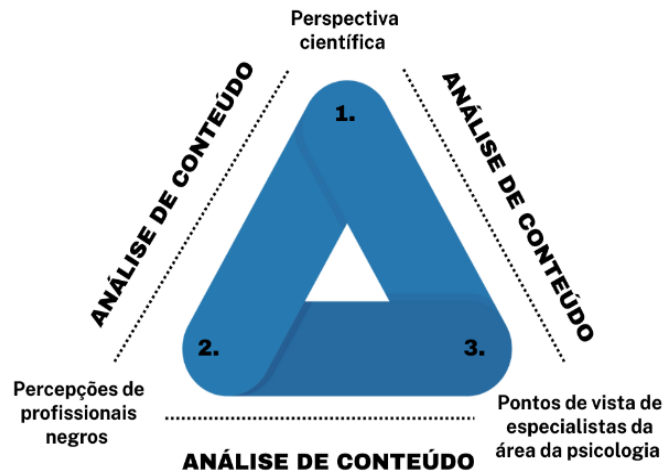 Perspectiva
científica
ANÁLISE DE CONTEÚDO
ANÁLISE DE CONTEÚDO
1.
2.
3.
Percepções de
profissionais
negros
Pontos de vista de
especialistas da
área da psicologia
ANÁLISE DE CONTEÚDO